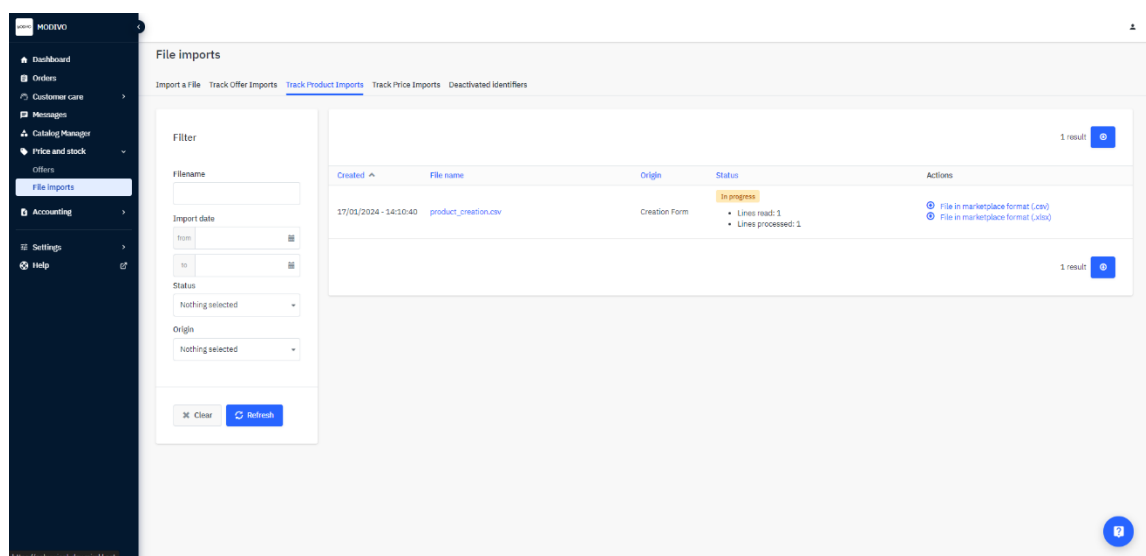 MODIVO
Dashboard
Orders
Customer care
Messages
Catalog Manager
Price and stock
Offers
File imports
Accounting
Settings
Help
File imports
Import a File Track Offer Imports Track Product Imports Track Price Imports Deactivated identifiers
Filter
Filename
Import date
from
to
Status
Nothing selected
Origin
Nothing selected
Clear Refresh
1 result
Created File name Origin Status Actions
In progress
17/01/2024 - 14:10:40 product_creation.csv Creation Form
Lines read: 1
Lines processed: 1
File in marketplace format (.csv)
File in marketplace format (.xlsx)
1 result